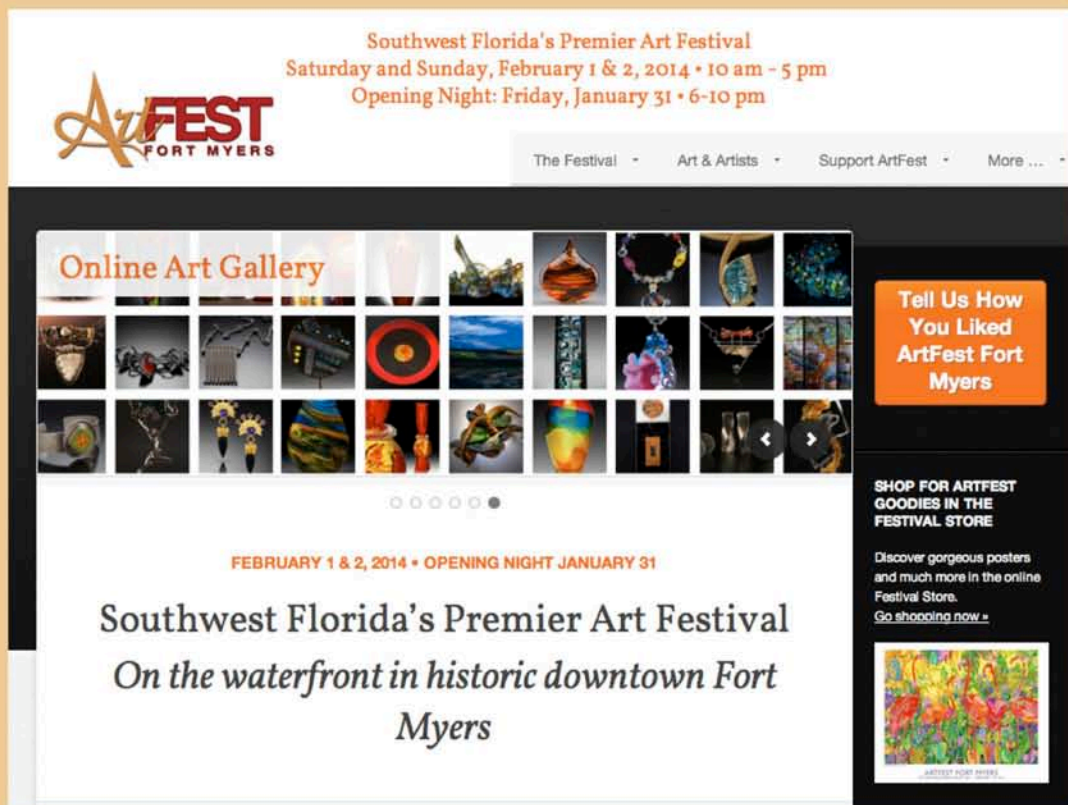 Southwest Florida's Premier Art Festival
Saturday and Sunday, February 1 & 2, 2014 • 10 am - 5 pm
Opening Night: Friday, January 31 • 6-10 pm
ArtFEST
FORT MYERS
The Festival
Art & Artists
Support ArtFest
More ...
Online Art Gallery
Tell Us How
You Liked
ArtFest Fort
Myers
SHOP FOR ARTFEST
GOODIES IN THE
FESTIVAL STORE
Discover gorgeous posters
and much more in the online
Festival Store.
Go shopping now »
ARTFEST FORT MYERS
FEBRUARY 1 & 2, 2014 • OPENING NIGHT JANUARY 31
Southwest Florida's Premier Art Festival
On the waterfront in historic downtown Fort
Myers